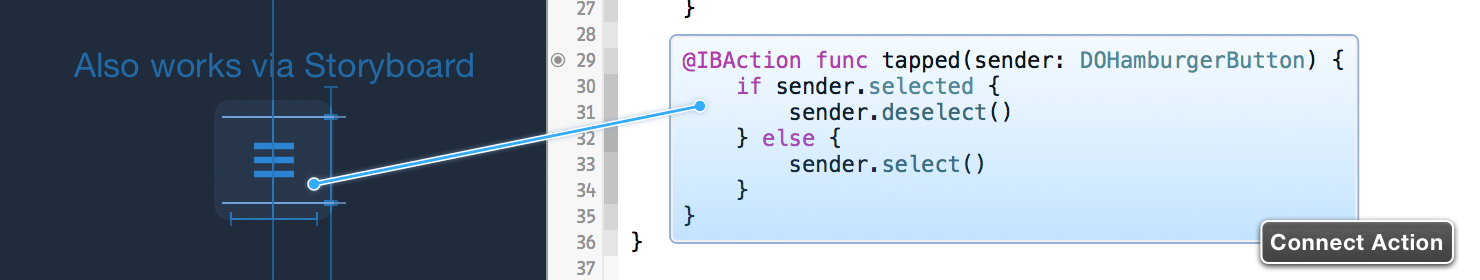 Also works via Storyboard
27 }
28
29 @IBAction func tapped(sender: DOHamburgerButton) {
30 if sender.selected {
31 sender.deselect()
32 } else {
33 sender.select()
34 }
35 }
36 }
37
Connect Action